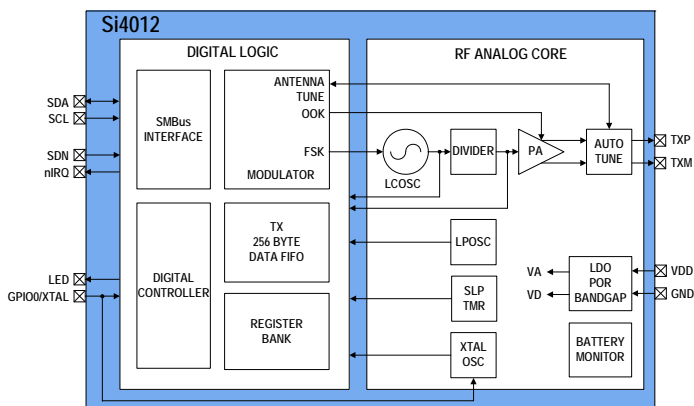 Si4012
DIGITAL LOGIC
RF ANALOG CORE
SDA
SCL
SDN
nIRQ
LED
GPIO0/XTAL
SMBus
INTERFACE
DIGITAL
CONTROLLER
ANTENNA
TUNE
OOK
FSK
MODULATOR
TX
256 BYTE
DATA FIFO
REGISTER
BANK
LCOSC
DIVIDER
PA
AUTO
TUNE
TXP
TXM
LPOSC
SLP
TMR
XTAL
OSC
VA
VD
LDO
POR
BANDGAP
VDD
GND
BATTERY
MONITOR